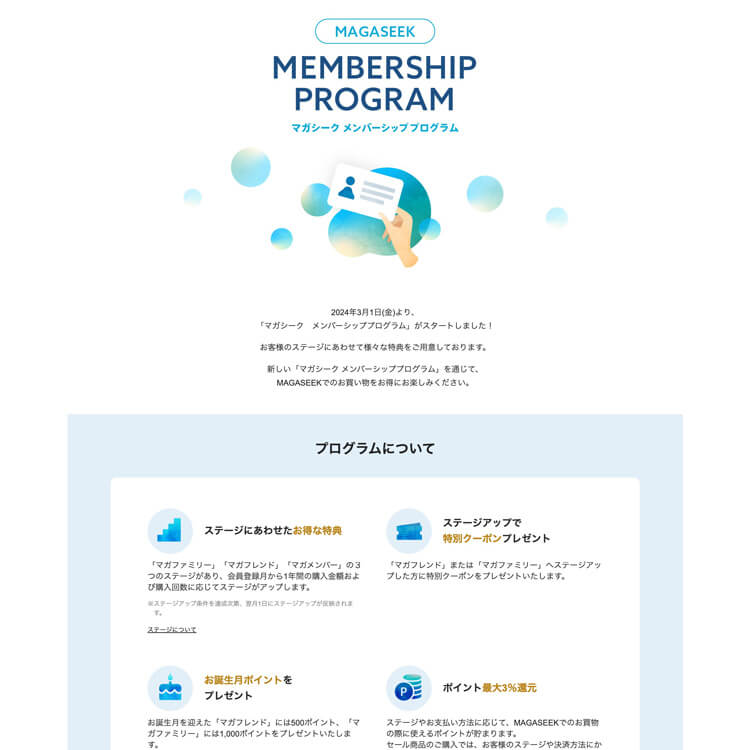 MAGASEEK
MEMBERSHIP
PROGRAM
マガシーク メンバーシッププログラム
2024年3月1日(金)より、
「マガシーク　メンバーシッププログラム」がスタートしました！
お客様のステージにあわせて様々な特典をご用意しております。
新しい「マガシーク メンバーシッププログラム」を通じて、
MAGASEEKでのお買い物をお得にお楽しみください。
プログラムについて
ステージにあわせたお得な特典
「マガファミリー」「マガフレンド」「マガメンバー」の３
つのステージがあり、会員登録月から1年間の購入金額およ
び購入回数に応じてステージがアップします。
※ステージアップ条件を達成次第、翌月1日にステージアップが反映されま
す。
ステージについて
ステージアップで
特別クーポンプレゼント
「マガフレンド」または「マガファミリー」へステージアッ
プした方に特別クーポンをプレゼントいたします。
お誕生月ポイントを
プレゼント
お誕生月を迎えた「マガフレンド」には500ポイント、「マ
ガファミリー」には1,000ポイントをプレゼントいたしま
す。
P
ポイント最大3%還元
ステージやお支払い方法に応じて、MAGASEEKでのお買物
の際に使えるポイントが貯まります。
セール商品のご購入では、お客様のステージや決済方法にか